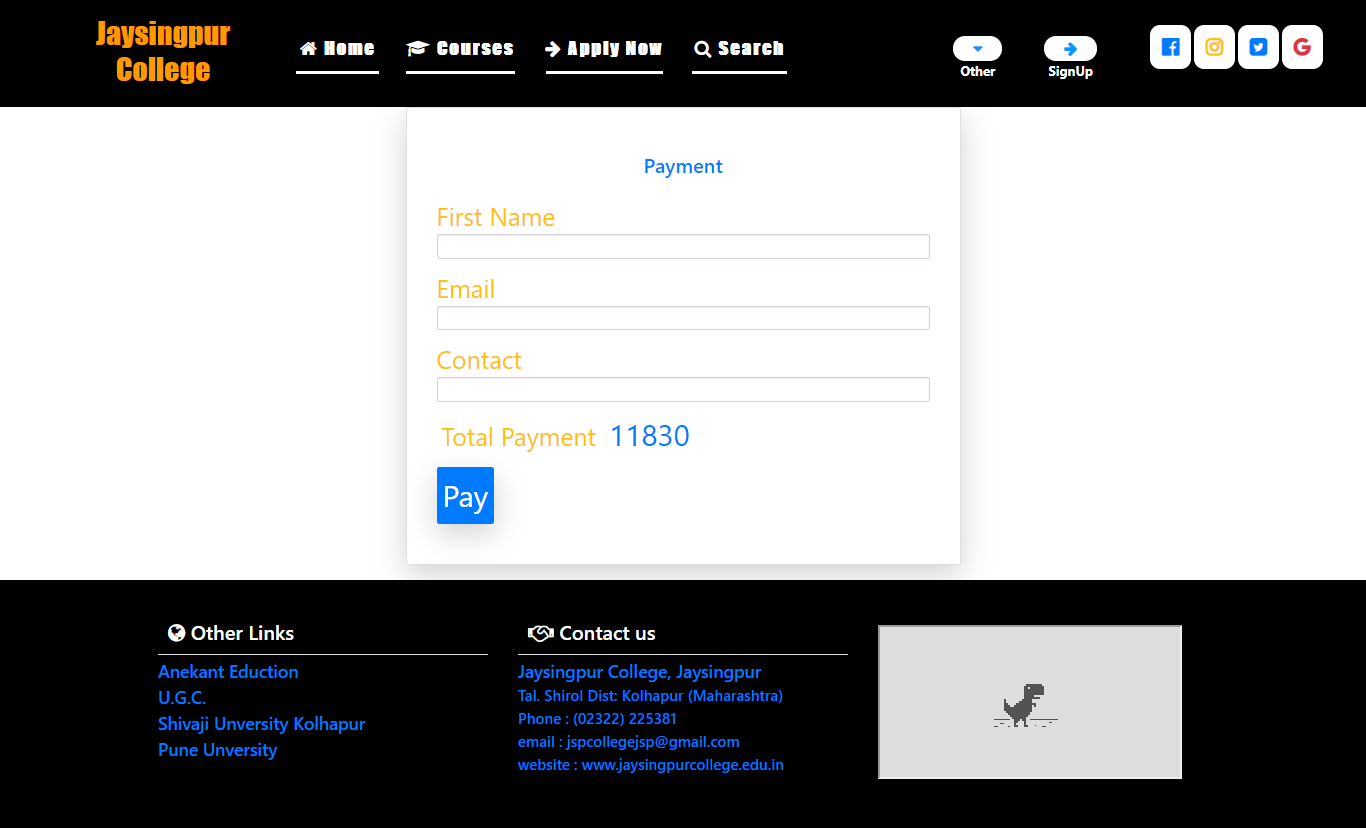 Jaysingpur
College
Home
Courses
Apply Now
Search
Other
SignUp
Payment
First Name
Email
Contact
Total Payment 11830
Pay
Other Links
Anekant Eduction
U.G.C.
Shivaji Unversity Kolhapur
Pune Unversity
Contact us
Jaysingpur College, Jaysingpur
Tal. Shirol Dist: Kolhapur (Maharashtra)
Phone : (02322) 225381
email : jspcollegejsp@gmail.com
website : www.jaysingpurcollege.edu.in